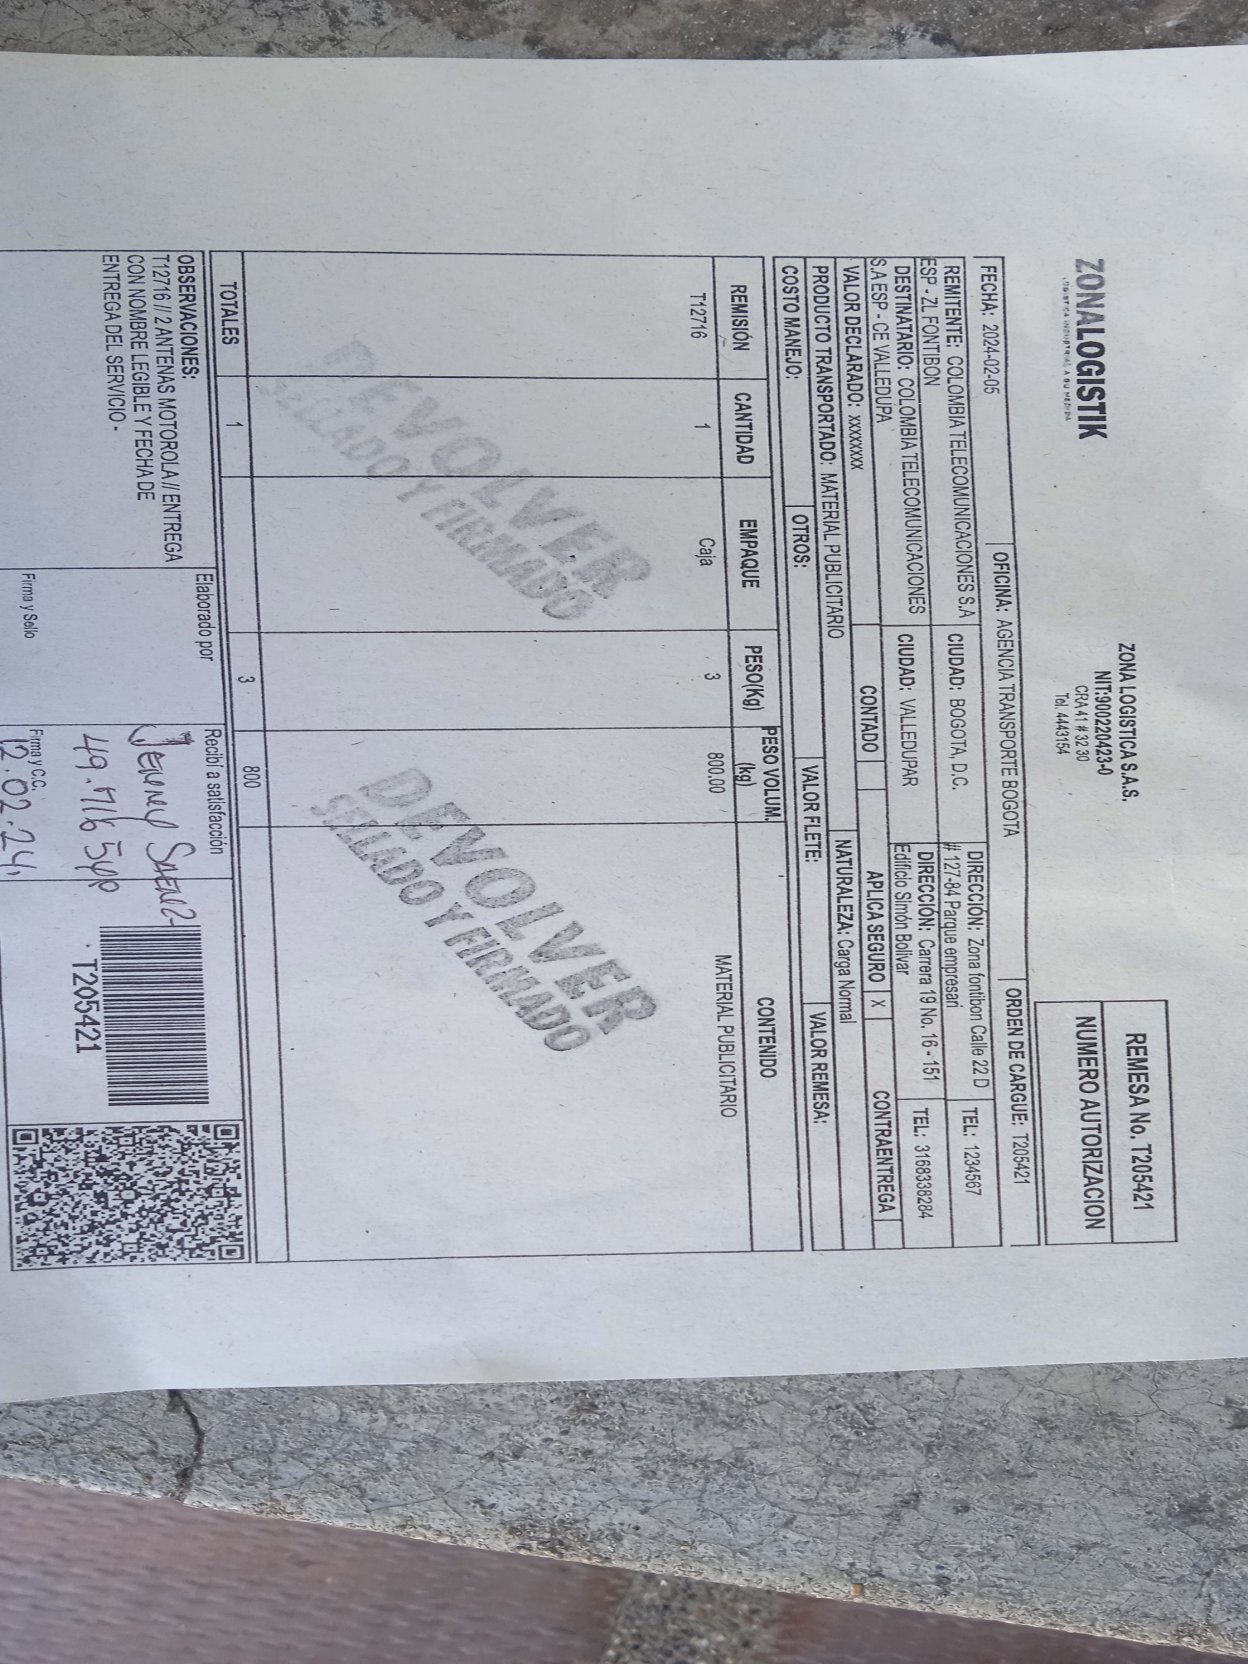 ZONALOGISTIK
LOGISTICA INDUSTRIAL A SU MEDIDA
ZONA LOGISTICA S.A.S.
NIT:900220423-0
CRA 41 # 32 30
Tel. 4443154
REMESA No. T205421
NUMERO AUTORIZACION
FECHA: 2024-02-05
OFICINA: AGENCIA TRANSPORTE BOGOTA
ORDEN DE CARGUE: T205421
REMITENTE: COLOMBIA TELECOMUNICACIONES S.A
ESP - ZL FONTIBON
CIUDAD: BOGOTA, D.C.
DIRECCIÓN: Zona fontibon Calle 22 D
# 127-84 Parque empresari
TEL: 1234567
DESTINATARIO: COLOMBIA TELECOMUNICACIONES
S.A ESP - CE VALLEDUPA
CIUDAD: VALLEDUPAR
DIRECCIÓN: Carrera 19 No. 16 - 151
Edificio Simón Bolivar
TEL: 3168338284
VALOR DECLARADO: xxxxxxxx
CONTADO
APLICA SEGURO X
CONTRAENTREGA
PRODUCTO TRANSPORTADO: MATERIAL PUBLICITARIO
NATURALEZA: Carga Normal
COSTO MANEJO:
OTROS:
VALOR FLETE:
VALOR REMESA:
REMISIÓN CANTIDAD EMPAQUE PESO(Kg) PESO VOLUM. (kg) CONTENIDO
T12716 1 Caja 3 800.00 MATERIAL PUBLICITARIO
DEVOLVER
SELLADO Y FIRMADO
DEVOLVER
SELLADO Y FIRMADO
TOTALES 1 3 800
OBSERVACIONES:
T12716 // 2 ANTENAS MOTOROLA // ENTREGA
CON NOMBRE LEGIBLE Y FECHA DE
ENTREGA DEL SERVICIO -
Elaborado por
Firma y Sello
Recibí a satisfacción
Jenney Saenz
Firma y C.C.
12.02.24.
T205421